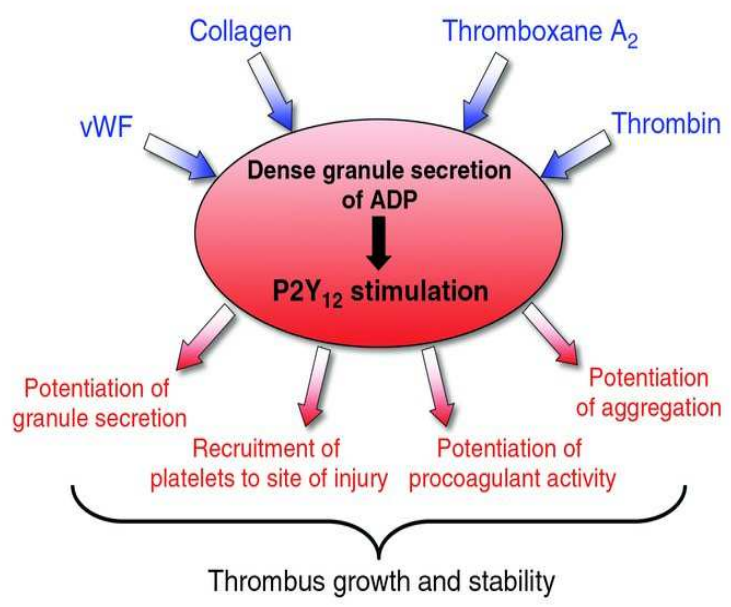 Collagen
Thromboxane A₂
vWF
Thrombin
Dense granule secretion
of ADP
P2Y₁₂ stimulation
Potentiation of
granule secretion
Recruitment of
platelets to site of injury
Potentiation of
procoagulant activity
Potentiation
of aggregation
Thrombus growth and stability